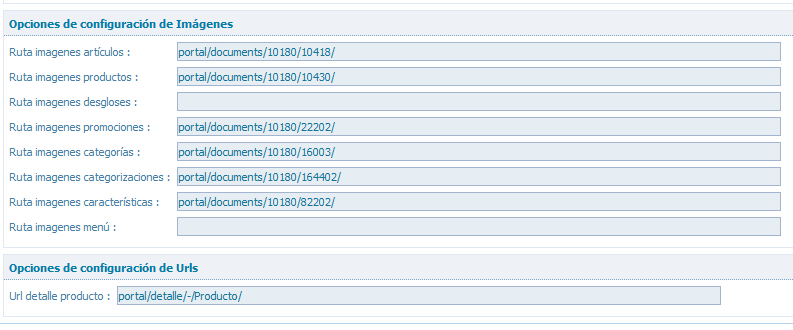 Opciones de configuración de Imágenes
Ruta imagenes artículos : portal/documents/10180/10418/
Ruta imagenes productos : portal/documents/10180/10430/
Ruta imagenes desgloses :
Ruta imagenes promociones : portal/documents/10180/22202/
Ruta imagenes categorías : portal/documents/10180/16003/
Ruta imagenes categorizaciones : portal/documents/10180/164402/
Ruta imagenes características : portal/documents/10180/82202/
Ruta imagenes menú :
Opciones de configuración de Urls
Url detalle producto : portal/detalle/-/Producto/